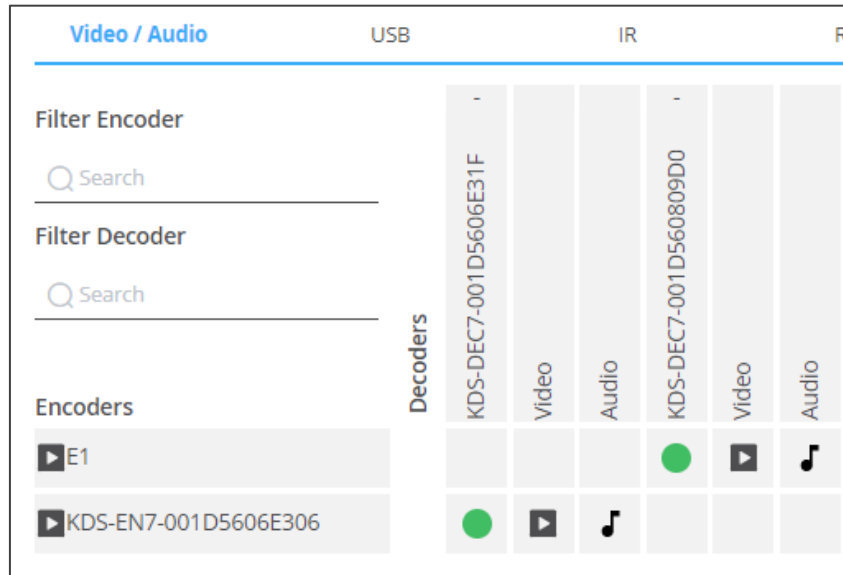 Video / Audio
USB
IR
R
Filter Encoder
Search
Filter Decoder
Search
Encoders
Decoders
KDS-DEC7-001D5606E31F -
Video
Audio
KDS-DEC7-001D560809D0 -
Video
Audio
E1
KDS-EN7-001D5606E306